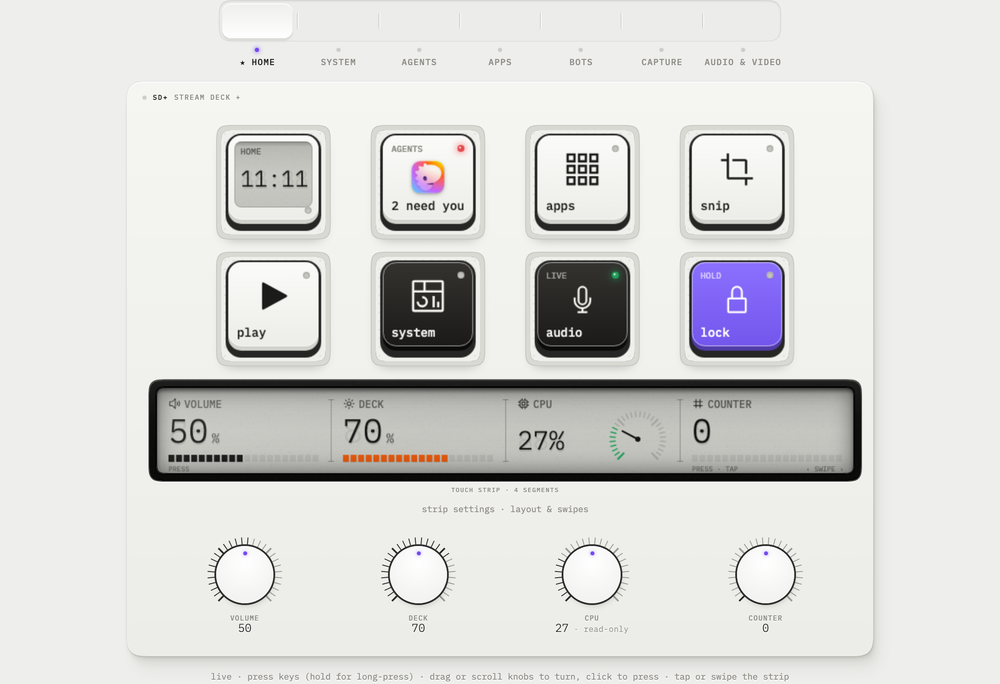 ★ HOME
SYSTEM
AGENTS
APPS
BOTS
CAPTURE
AUDIO & VIDEO
SD+ STREAM DECK +
HOME
11:11
AGENTS
2 need you
apps
snip
play
system
LIVE
audio
HOLD
lock
VOLUME
50%
PRESS
DECK
70%
CPU
27%
# COUNTER
0
PRESS · TAP
‹ SWIPE ›
TOUCH STRIP · 4 SEGMENTS
strip settings · layout & swipes
VOLUME
50
DECK
70
CPU
27 · read-only
COUNTER
0
live · press keys (hold for long-press) · drag or scroll knobs to turn, click to press · tap or swipe the strip